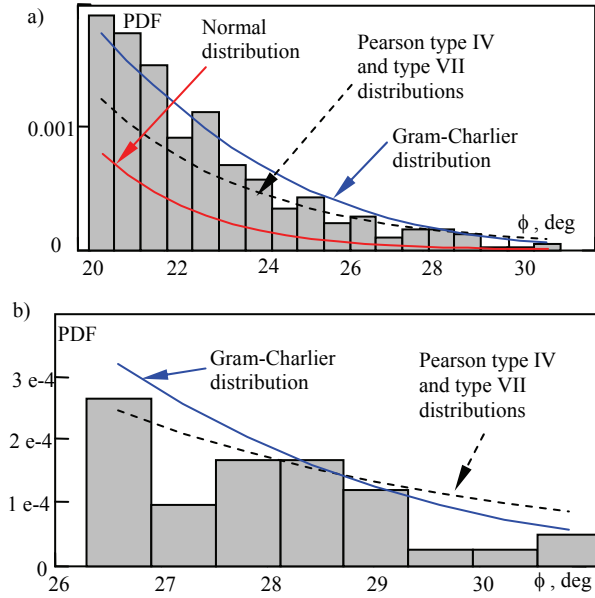 a)
PDF
Normal
distribution
Pearson type IV
and type VII
distributions
Gram-Charlier
distribution
0.001
0
ϕ , deg
20 22 24 26 28 30
b)
PDF
Gram-Charlier
distribution
Pearson type IV
and type VII
distributions
3 e-4
2 e-4
1 e-4
0
26 27 28 29 30 ϕ , deg